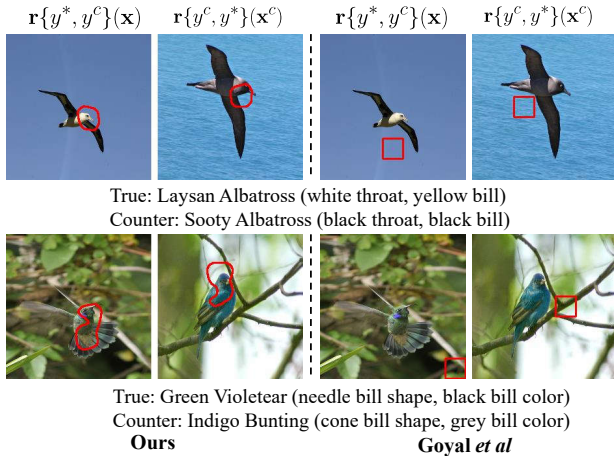 r{y*, y^c}(x) r{y^c, y*}(x^c) r{y*, y^c}(x) r{y^c, y*}(x^c)
True: Laysan Albatross (white throat, yellow bill)
Counter: Sooty Albatross (black throat, black bill)
True: Green Violetear (needle bill shape, black bill color)
Counter: Indigo Bunting (cone bill shape, grey bill color)
Ours Goyal et al